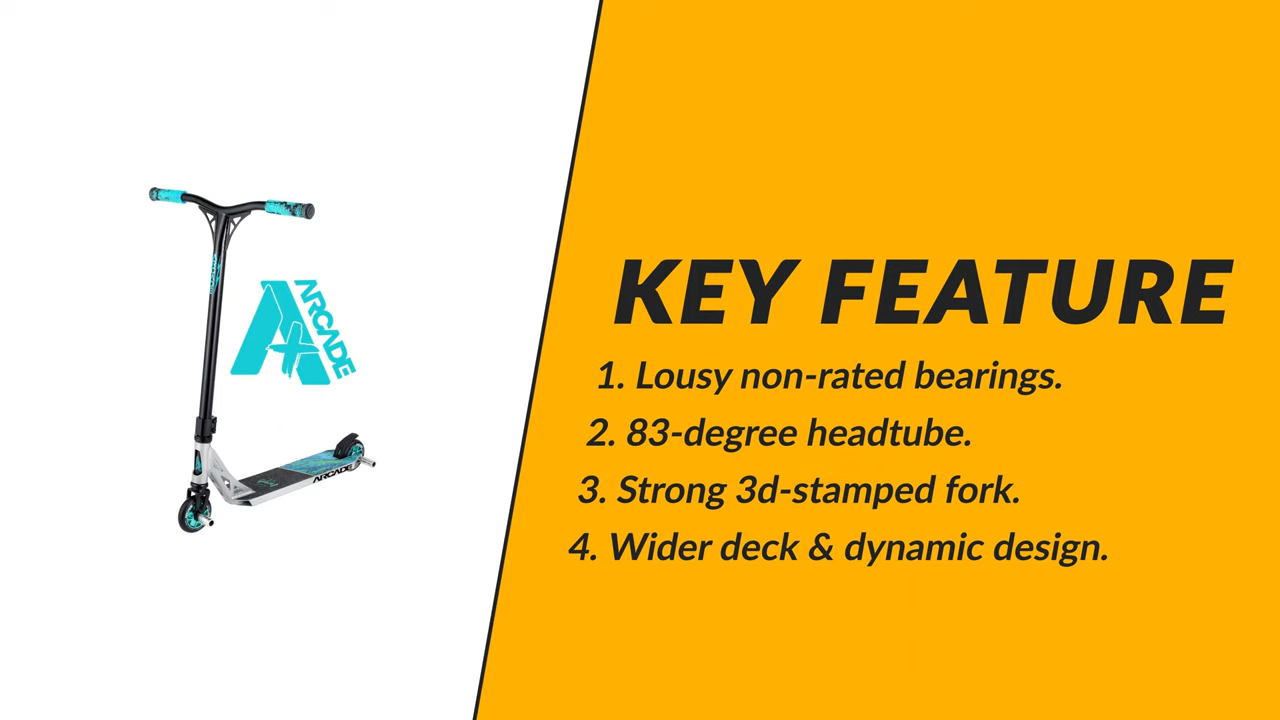 ARCADE
ARCADE
KEY FEATURE
1. Lousy non-rated bearings.
2. 83-degree headtube.
3. Strong 3d-stamped fork.
4. Wider deck & dynamic design.